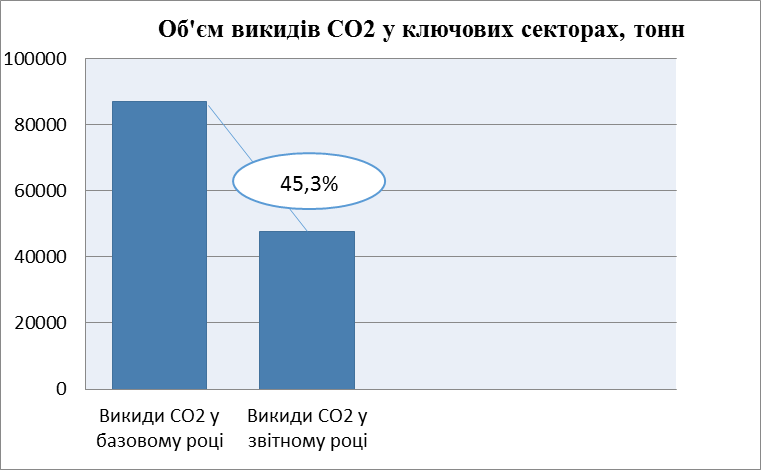 Об'єм викидів СО2 у ключових секторах, тонн
100000
80000
60000
40000
20000
0
45,3%
Викиди СО2 у
базовому році
Викиди СО2 у
звітному році